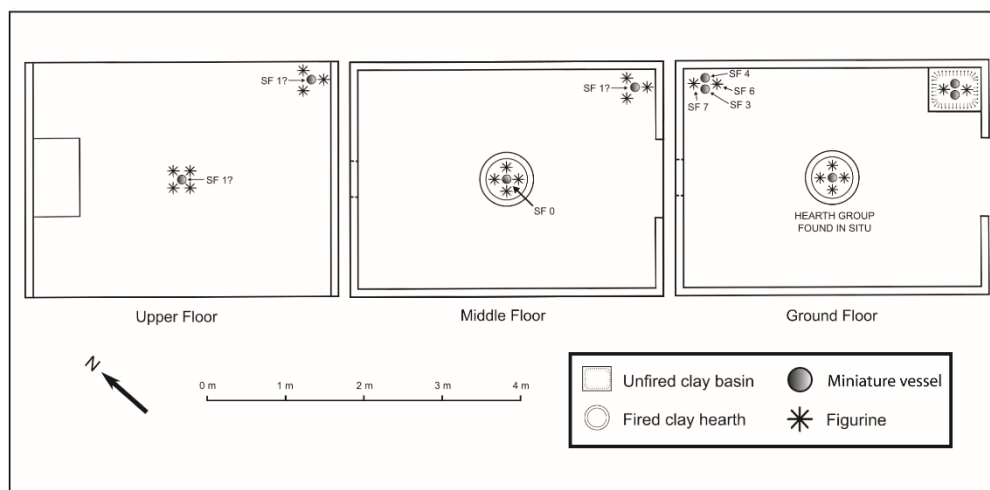 SF 1?
SF 1?
Upper Floor
SF 1?
SF 0
Middle Floor
SF 4
SF 6
SF 7
SF 3
HEARTH GROUP
FOUND IN SITU
Ground Floor
N
0 m 1 m 2 m 3 m 4 m
Unfired clay basin
Miniature vessel
Fired clay hearth
Figurine